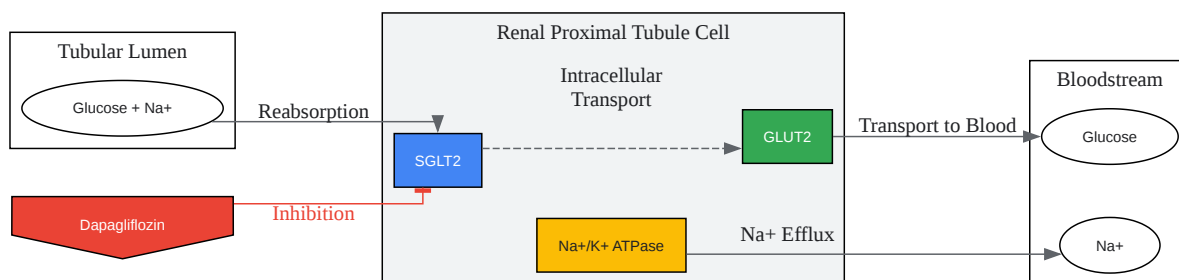 Renal Proximal Tubule Cell
Tubular Lumen
Intracellular
Transport
Bloodstream
Glucose + Na+
Reabsorption
GLUT2
Transport to Blood
Glucose
SGLT2
Dapagliflozin
Inhibition
Na+/K+ ATPase
Na+ Efflux
Na+